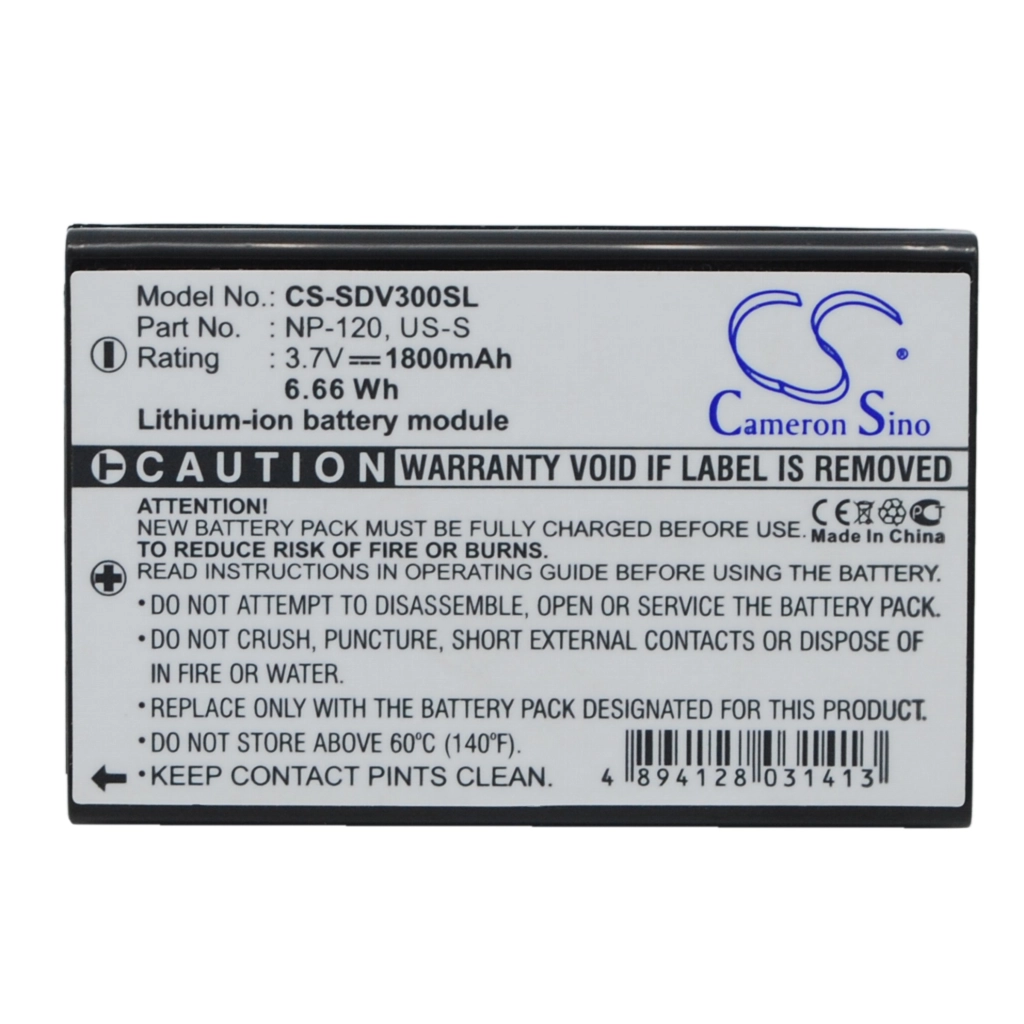 Model No.: CS-SDV300SL
Part No. : NP-120, US-S
Rating : 3.7V 1800mAh
6.66 Wh
Lithium-ion battery module
CS®
Cameron Sino
CAUTION WARRANTY VOID IF LABEL IS REMOVED
ATTENTION!
NEW BATTERY PACK MUST BE FULLY CHARGED BEFORE USE.
CE PC
Made In China
TO REDUCE RISK OF FIRE OR BURNS.
READ INSTRUCTIONS IN OPERATING GUIDE BEFORE USING THE BATTERY.
•DO NOT ATTEMPT TO DISASSEMBLE, OPEN OR SERVICE THE BATTERY PACK.
•DO NOT CRUSH, PUNCTURE, SHORT EXTERNAL CONTACTS OR DISPOSE OF
IN FIRE OR WATER.
•REPLACE ONLY WITH THE BATTERY PACK DESIGNATED FOR THIS PRODUCT.
•DO NOT STORE ABOVE 60°C (140°F).
•KEEP CONTACT PINTS CLEAN.
4 894128 031413